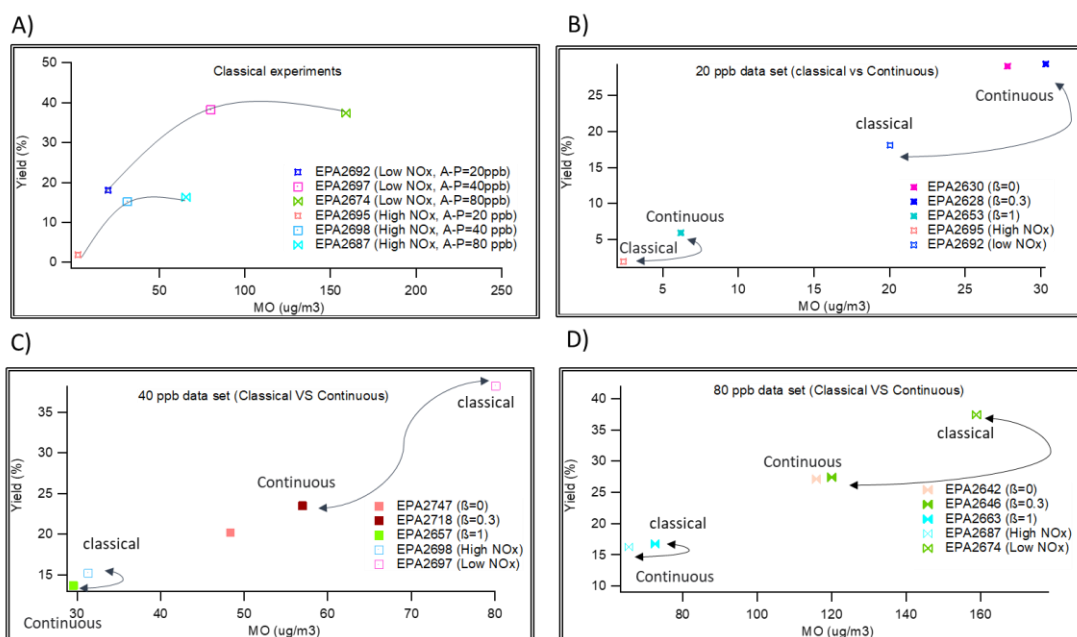 A)
Classical experiments
Yield (%)
50
40
30
20
10
0
EPA2692 (Low NOx, A-P=20ppb)
EPA2697 (Low NOx, A-P=40ppb)
EPA2674 (Low NOx, A-P=80ppb)
EPA2695 (High NOx, A-P=20 ppb)
EPA2698 (High NOx, A-P=40 ppb)
EPA2687 (High NOx, A-P=80 ppb)
50 100 150 200 250
MO (ug/m3)
B)
20 ppb data set (classical vs Continuous)
Yield (%)
25
20
15
10
5
Continuous
classical
Continuous
Classical
EPA2630 (ß=0)
EPA2628 (ß=0.3)
EPA2653 (ß=1)
EPA2695 (High NOx)
EPA2692 (low NOx)
5 10 15 20 25 30
MO (ug/m3)
C)
40 ppb data set (Classical VS Continuous)
Yield (%)
35
30
25
20
15
classical
Continuous
classical
Continuous
EPA2747 (ß=0)
EPA2718 (ß=0.3)
EPA2657 (ß=1)
EPA2698 (High NOx)
EPA2697 (Low NOx)
30 40 50 60 70 80
MO (ug/m3)
D)
80 ppb data set (Classical VS Continuous)
Yield (%)
40
35
30
25
20
15
10
classical
Continuous
classical
Continuous
EPA2642 (ß=0)
EPA2646 (ß=0.3)
EPA2663 (ß=1)
EPA2687 (High NOx)
EPA2674 (Low NOx)
80 100 120 140 160
MO (ug/m3)